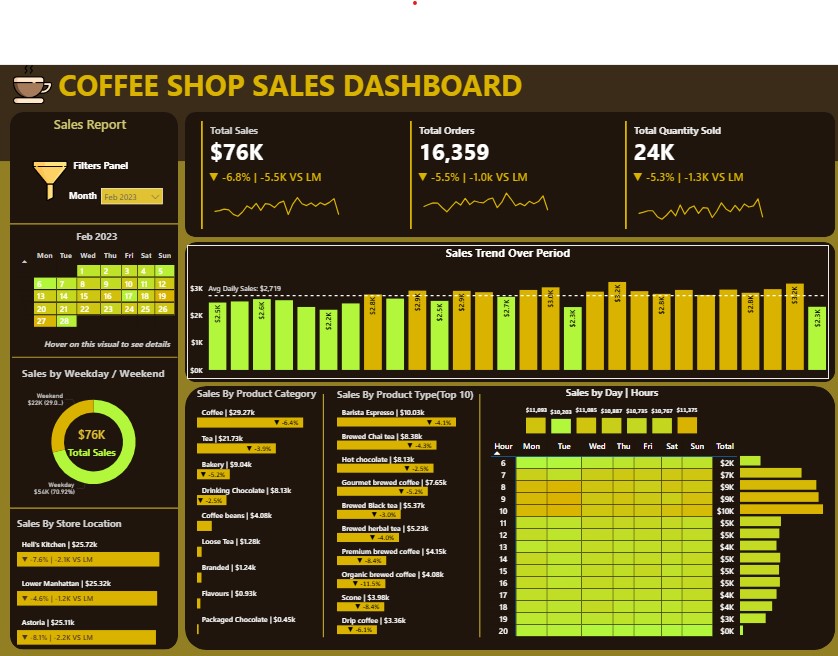 COFFEE SHOP SALES DASHBOARD
Sales Report
Filters Panel
Month Feb 2023
Total Sales
$76K
▼ -6.8% | -5.5K VS LM
Total Orders
16,359
▼ -5.5% | -1.0k VS LM
Total Quantity Sold
24K
▼ -5.3% | -1.3K VS LM
Feb 2023
Mon Tue Wed Thu Fri Sat Sun
1 2 3 4 5
6 7 8 9 10 11 12
13 14 15 16 17 18 19
20 21 22 23 24 25 26
27 28
Hover on this visual to see details
Sales Trend Over Period
Avg Daily Sales: $2,719
$3K
$2K
$1K
$0K
$2.5K $2.6K $2.2K $2.8K $2.9K $2.5K $2.9K $2.7K $3.0K $2.3K $3.2K $2.8K $2.8K $3.2K $2.3K
Sales by Weekday / Weekend
Weekend
$22K (29.0...)
$76K
Total Sales
Weekday
$54K (70.92%)
Sales By Store Location
Hell's Kitchen | $25.72k
▼ -7.6% | -2.1K VS LM
Lower Manhattan | $25.32k
▼ -4.6% | -1.2K VS LM
Astoria | $25.11k
▼ -8.1% | -2.2K VS LM
Sales By Product Category
Coffee | $29.27k
▼ -6.4%
Tea | $21.73k
▼ -3.9%
Bakery | $9.04k
▼ -5.2%
Drinking Chocolate | $8.13k
▼ -2.5%
Coffee beans | $4.08k
Loose Tea | $1.28k
Branded | $1.24k
Flavours | $0.93k
Packaged Chocolate | $0.45k
Sales By Product Type(Top 10)
Barista Espresso | $10.03k
▼ -4.1%
Brewed Chai tea | $8.38k
▼ -4.3%
Hot chocolate | $8.13k
▼ -2.5%
Gourmet brewed coffee | $7.65k
▼ -5.2%
Brewed Black tea | $5.37k
▼ -3.0%
Brewed herbal tea | $5.23k
▼ -4.0%
Premium brewed coffee | $4.15k
▼ -8.4%
Organic brewed coffee | $4.08k
▼ -11.5%
Scone | $3.98k
▼ -8.4%
Drip coffee | $3.36k
▼ -6.1%
Sales by Day | Hours
$11,093 $10,203 $11,085 $10,887 $10,735 $10,767 $11,375
Hour Mon Tue Wed Thu Fri Sat Sun Total
6 $2K
7 $7K
8 $9K
9 $9K
10 $10K
11 $5K
12 $5K
13 $4K
14 $5K
15 $5K
16 $5K
17 $4K
18 $4K
19 $3K
20 $0K